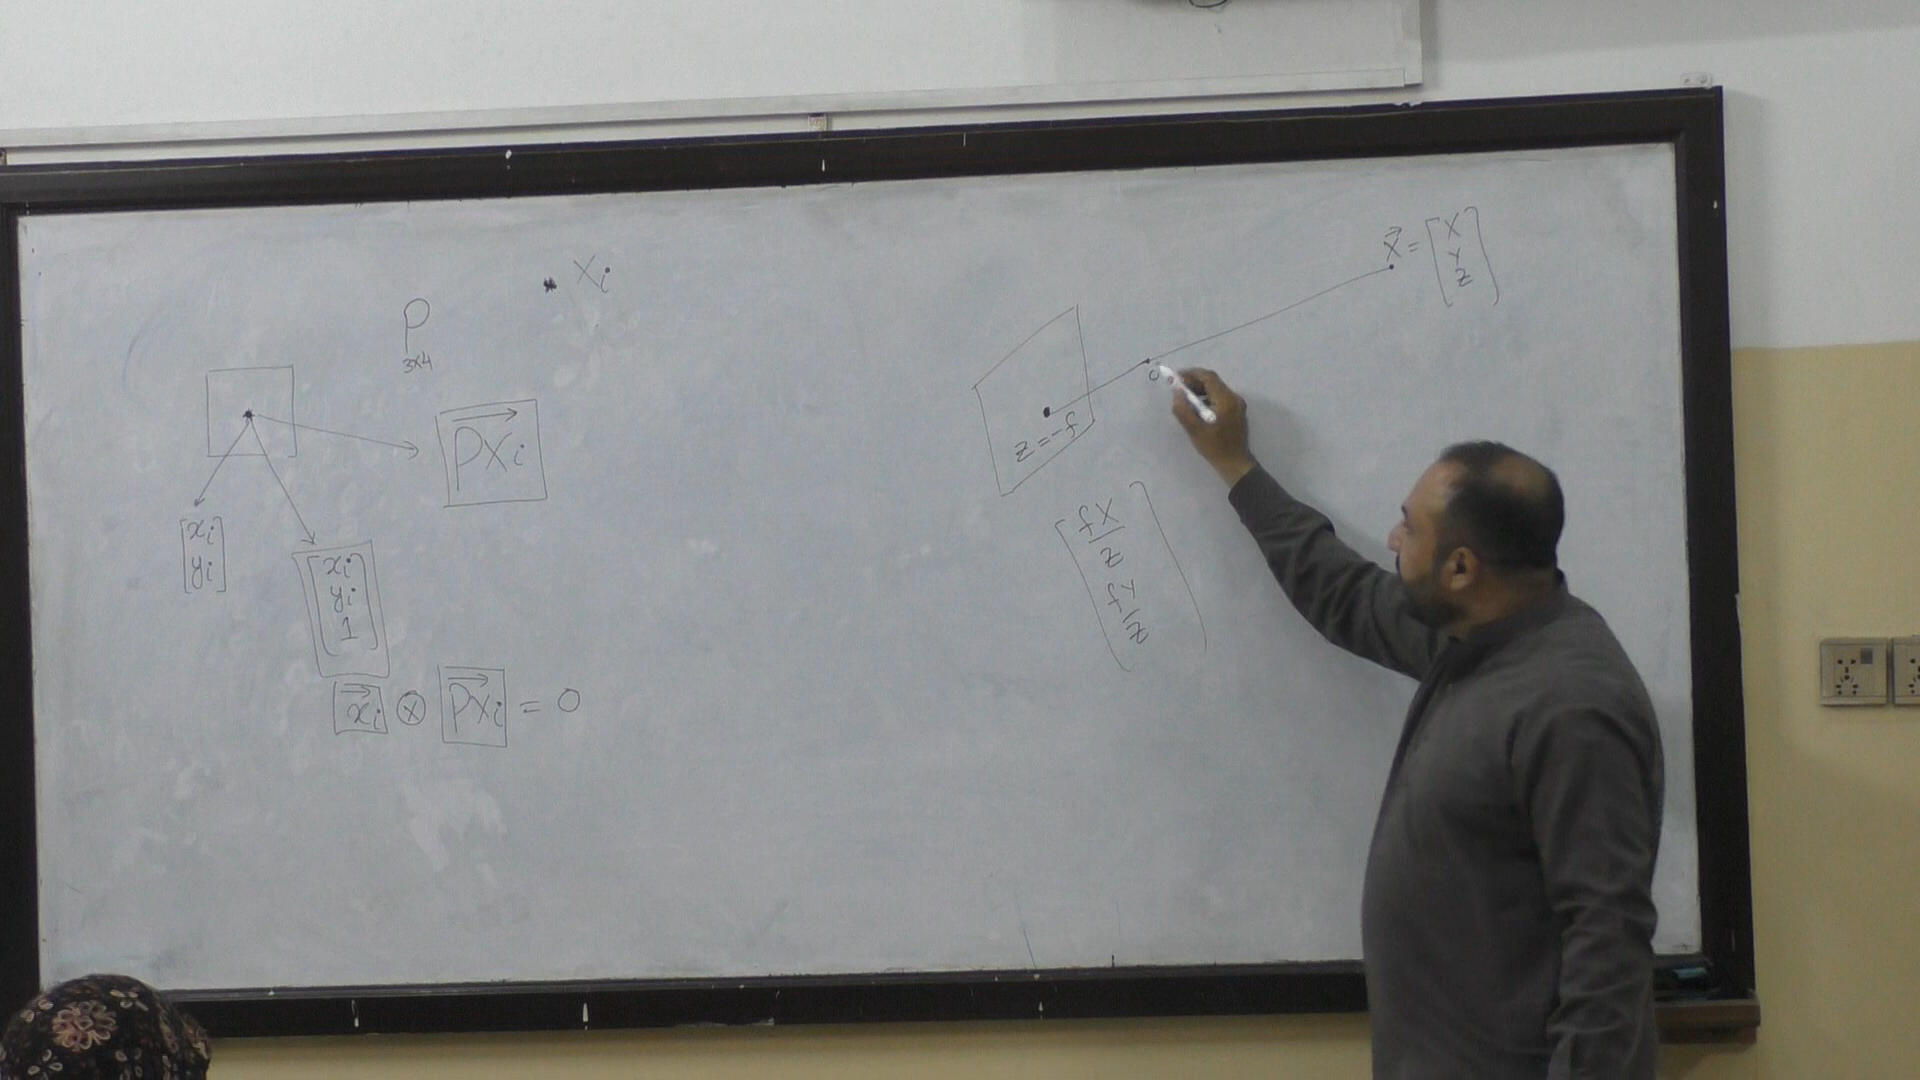 Xi
P
3x4
PXi
[xi
yi]
[xi
yi
1]
xi ⊗ PXi = 0
X = [X
Y
Z]
O
z = -f
[fX/Z
fY/Z]